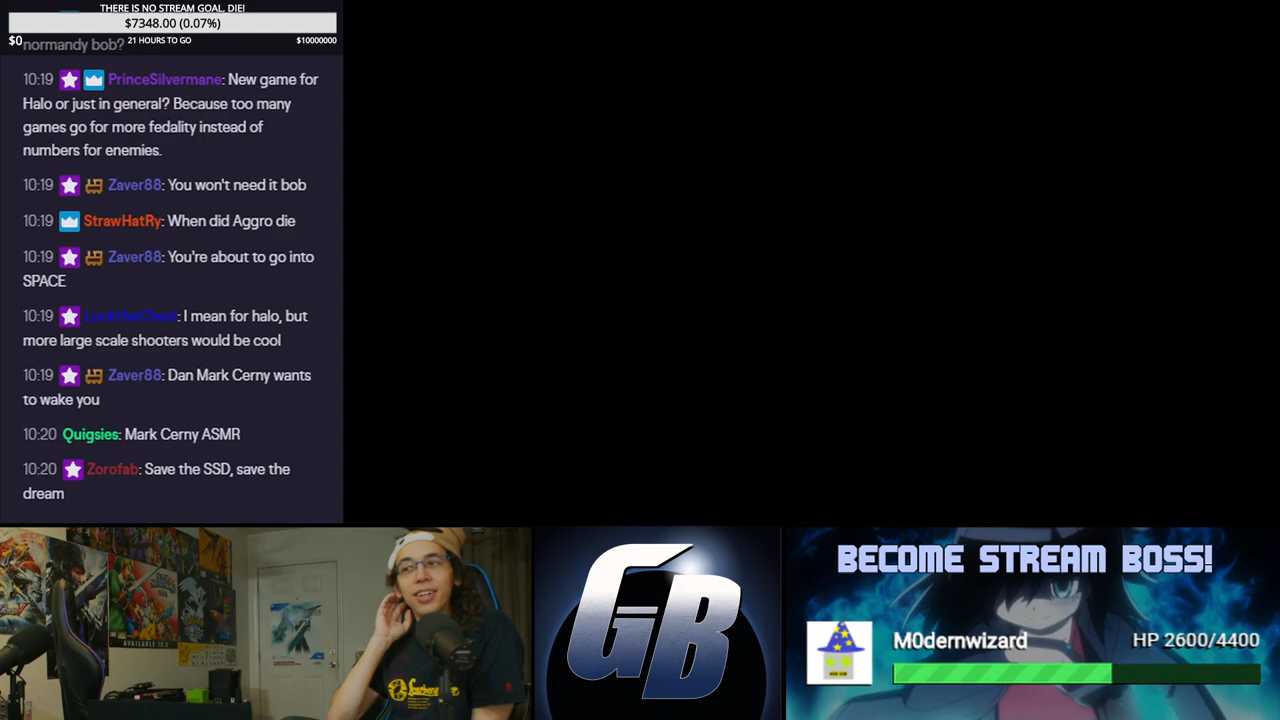 THERE IS NO STREAM GOAL, DIE!
$7348.00 (0.07%)
$0 21 HOURS TO GO $10000000
normandy bob?
10:19 PrinceSilvermane: New game for
Halo or just in general? Because too many
games go for more fedality instead of
numbers for enemies.
10:19 Zaver88: You won't need it bob
10:19 StrawHatRy: When did Aggro die
10:19 Zaver88: You're about to go into
SPACE
10:19 LocktheChest: I mean for halo, but
more large scale shooters would be cool
10:19 Zaver88: Dan Mark Cerny wants
to wake you
10:20 Quigsies: Mark Cerny ASMR
10:20 Zorofab: Save the SSD, save the
dream
AVAILABLE 10.3
GB
BECOME STREAM BOSS!
M0dernwizard HP 2600/4400